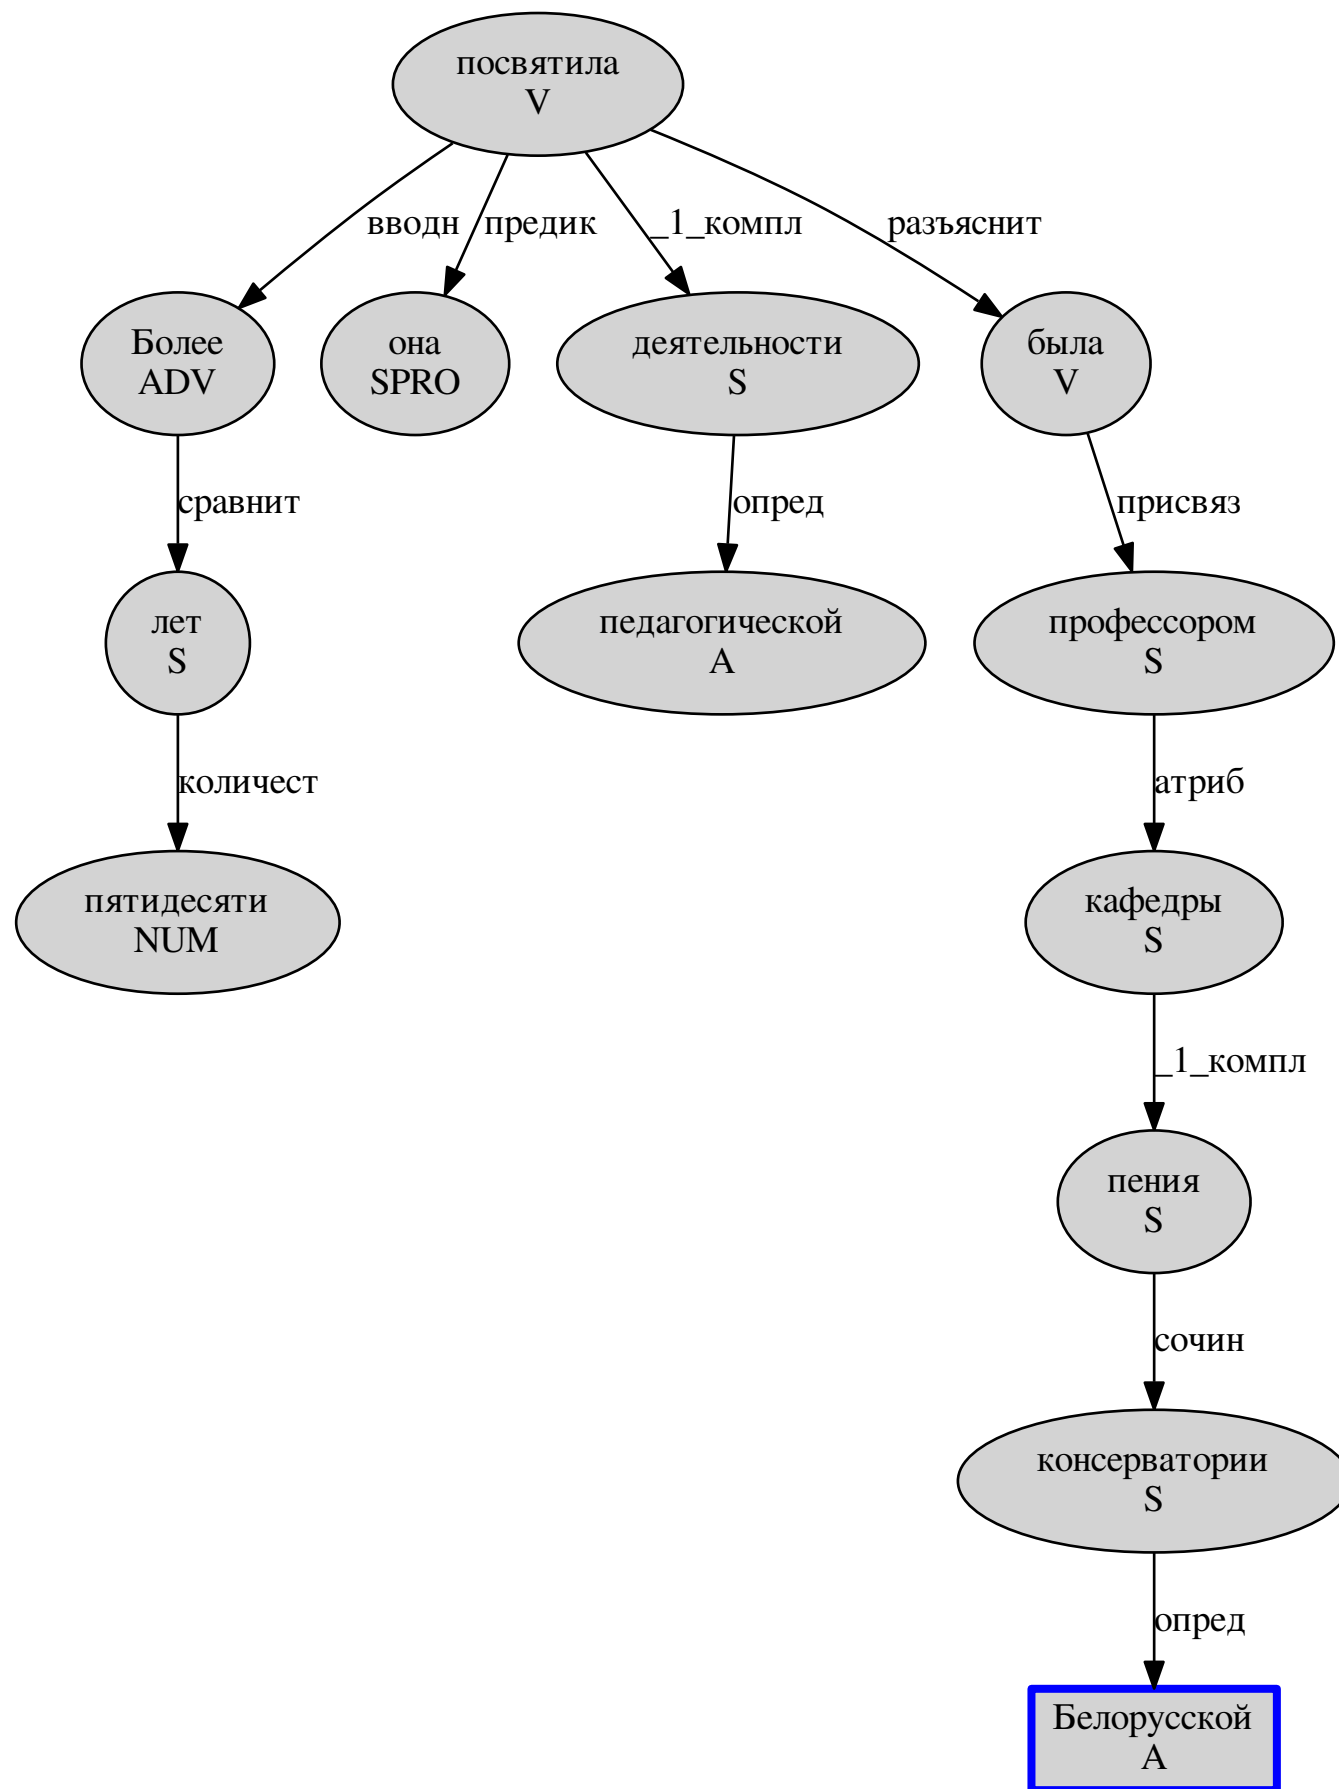 посвятила
V
вводн
предик
_1_компл
разъяснит
Более
ADV
она
SPRO
деятельности
S
была
V
сравнит
опред
присвяз
лет
S
педагогической
A
профессором
S
количест
атриб
пятидесяти
NUM
кафедры
S
_1_компл
пения
S
сочин
консерватории
S
опред
Белорусской
A